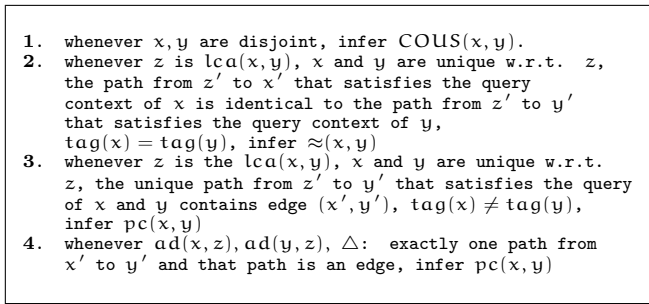 1. whenever x, y are disjoint, infer COUS(x, y).
2. whenever z is lca(x, y), x and y are unique w.r.t. z,
the path from z′ to x′ that satisfies the query
context of x is identical to the path from z′ to y′
that satisfies the query context of y,
tag(x) = tag(y), infer ≈(x, y)
3. whenever z is the lca(x, y), x and y are unique w.r.t.
z, the unique path from z′ to y′ that satisfies the query
of x and y contains edge (x′, y′), tag(x) ≠ tag(y),
infer pc(x, y)
4. whenever ad(x, z), ad(y, z), △: exactly one path from
x′ to y′ and that path is an edge, infer pc(x, y)